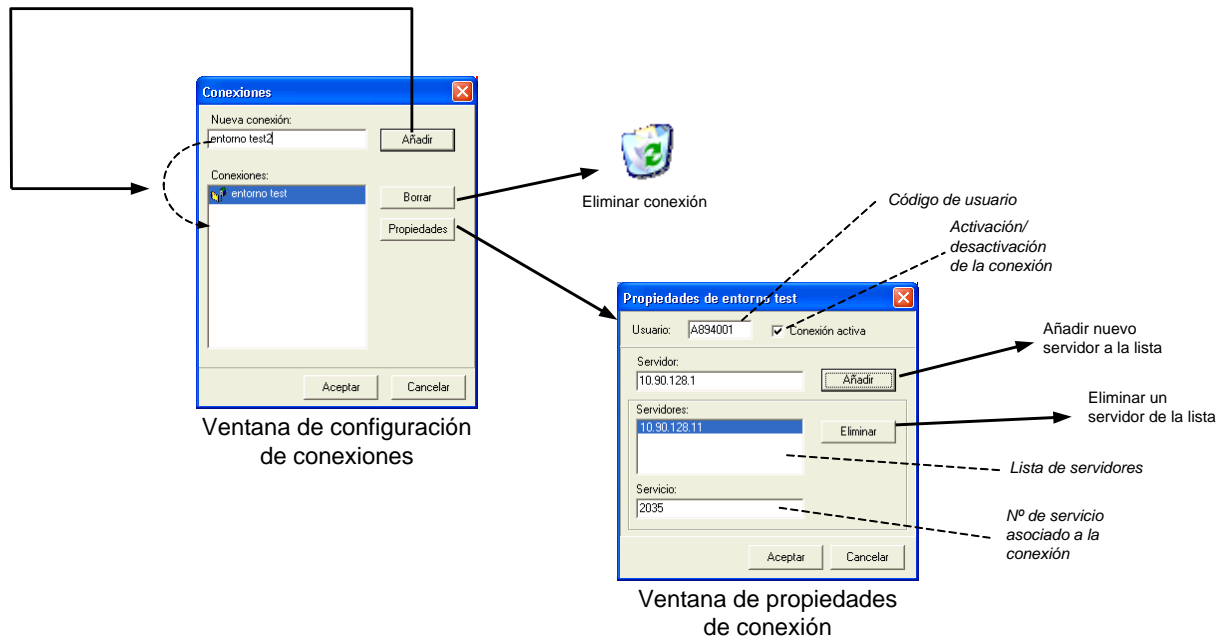 Conexiones
Nueva conexión:
entorno test2
Añadir
Conexiones:
entorno test
Borrar
Propiedades
Aceptar
Cancelar
Ventana de configuración
de conexiones
Eliminar conexión
Código de usuario
Activación/
desactivación
de la conexión
Propiedades de entorno test
Usuario:
A894001
Conexión activa
Servidor:
10.90.128.1
Añadir
Servidores:
10.90.128.11
Eliminar
Servicio:
2035
Aceptar
Cancelar
Añadir nuevo
servidor a la lista
Eliminar un
servidor de la lista
Lista de servidores
Nº de servicio
asociado a la
conexión
Ventana de propiedades
de conexión